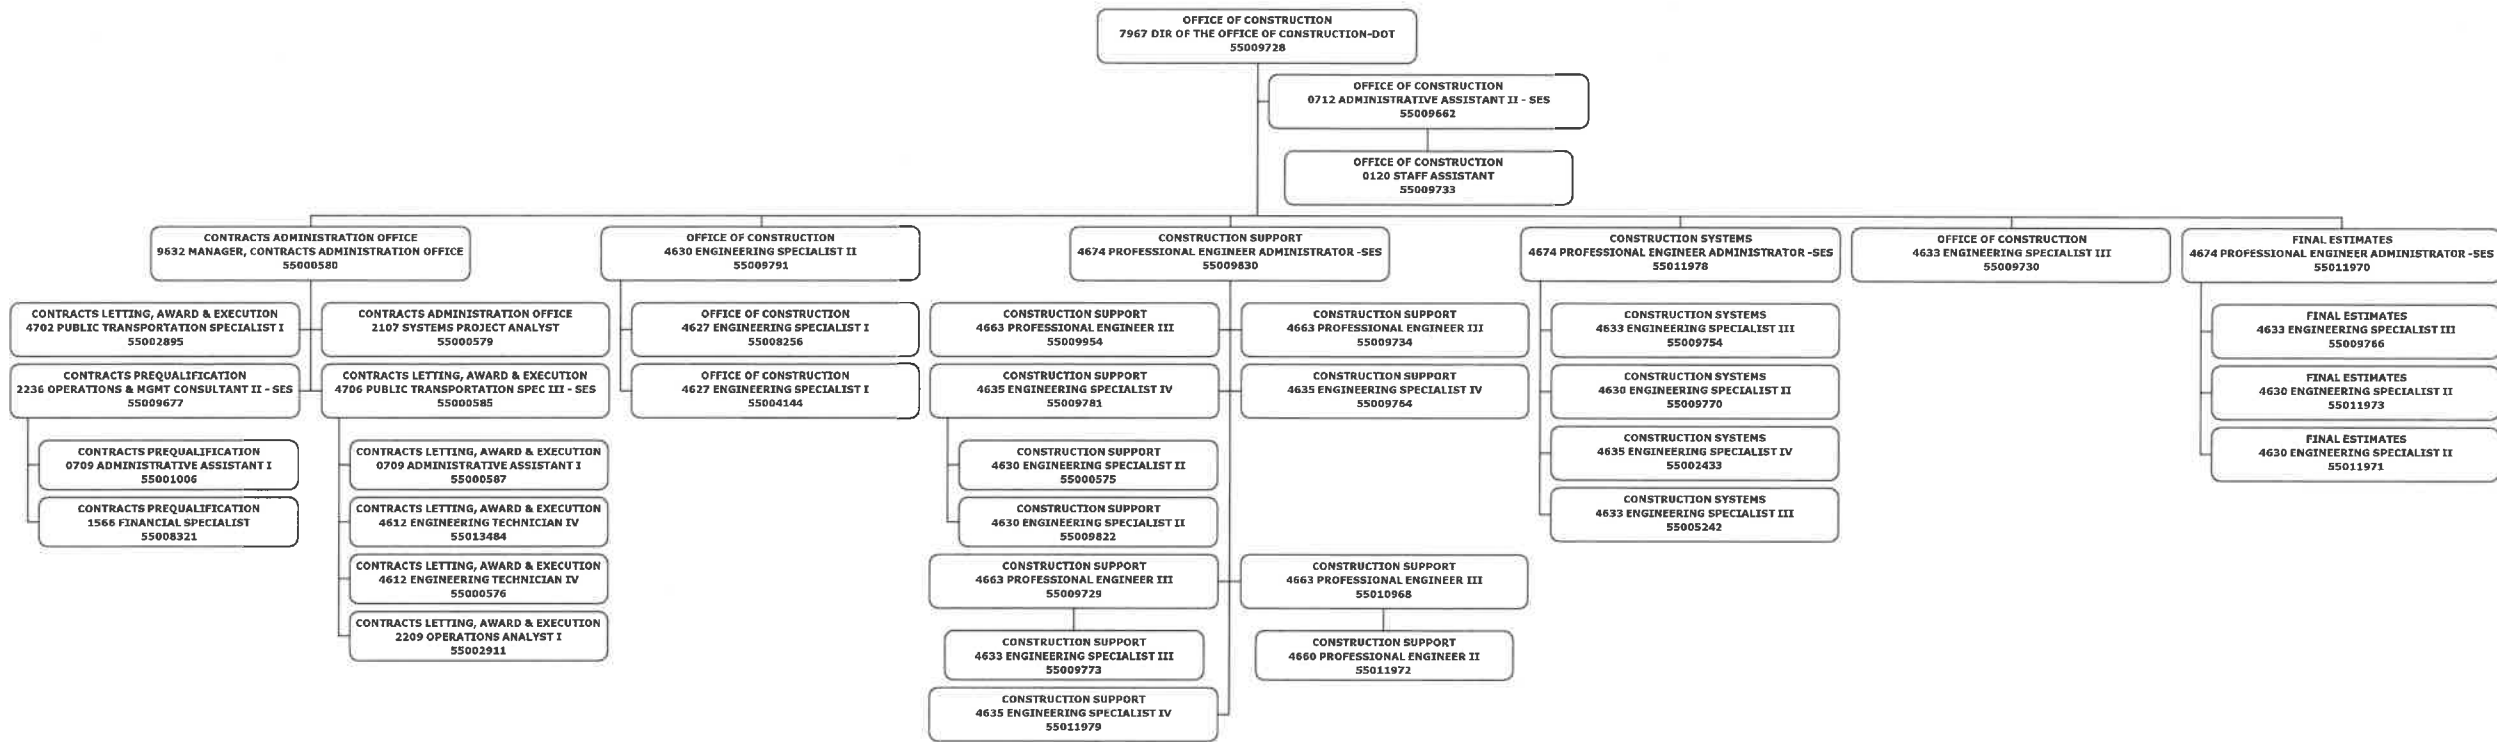 OFFICE OF CONSTRUCTION
7967 DIR OF THE OFFICE OF CONSTRUCTION-DOT
55009728
OFFICE OF CONSTRUCTION
0712 ADMINISTRATIVE ASSISTANT II - SES
55009662
OFFICE OF CONSTRUCTION
0120 STAFF ASSISTANT
55009733
CONTRACTS ADMINISTRATION OFFICE
9632 MANAGER, CONTRACTS ADMINISTRATION OFFICE
55000580
OFFICE OF CONSTRUCTION
4630 ENGINEERING SPECIALIST II
55009791
CONSTRUCTION SUPPORT
4674 PROFESSIONAL ENGINEER ADMINISTRATOR -SES
55009830
CONSTRUCTION SYSTEMS
4674 PROFESSIONAL ENGINEER ADMINISTRATOR -SES
55011978
OFFICE OF CONSTRUCTION
4633 ENGINEERING SPECIALIST III
55009730
FINAL ESTIMATES
4674 PROFESSIONAL ENGINEER ADMINISTRATOR -SES
55011970
CONTRACTS LETTING, AWARD & EXECUTION
4702 PUBLIC TRANSPORTATION SPECIALIST I
55002895
CONTRACTS ADMINISTRATION OFFICE
2107 SYSTEMS PROJECT ANALYST
55000579
CONTRACTS PREQUALIFICATION
2236 OPERATIONS & MGMT CONSULTANT II - SES
55009677
CONTRACTS LETTING, AWARD & EXECUTION
4706 PUBLIC TRANSPORTATION SPEC III - SES
55000585
CONTRACTS PREQUALIFICATION
0709 ADMINISTRATIVE ASSISTANT I
55001006
CONTRACTS PREQUALIFICATION
1566 FINANCIAL SPECIALIST
55008321
CONTRACTS LETTING, AWARD & EXECUTION
0709 ADMINISTRATIVE ASSISTANT I
55000587
CONTRACTS LETTING, AWARD & EXECUTION
4612 ENGINEERING TECHNICIAN IV
55013484
CONTRACTS LETTING, AWARD & EXECUTION
4612 ENGINEERING TECHNICIAN IV
55000576
CONTRACTS LETTING, AWARD & EXECUTION
2209 OPERATIONS ANALYST I
55002911
OFFICE OF CONSTRUCTION
4627 ENGINEERING SPECIALIST I
55008256
OFFICE OF CONSTRUCTION
4627 ENGINEERING SPECIALIST I
55004144
CONSTRUCTION SUPPORT
4663 PROFESSIONAL ENGINEER III
55009954
CONSTRUCTION SUPPORT
4663 PROFESSIONAL ENGINEER III
55009734
CONSTRUCTION SUPPORT
4635 ENGINEERING SPECIALIST IV
55009781
CONSTRUCTION SUPPORT
4635 ENGINEERING SPECIALIST IV
55009764
CONSTRUCTION SUPPORT
4630 ENGINEERING SPECIALIST II
55000575
CONSTRUCTION SUPPORT
4630 ENGINEERING SPECIALIST II
55009822
CONSTRUCTION SUPPORT
4663 PROFESSIONAL ENGINEER III
55009729
CONSTRUCTION SUPPORT
4663 PROFESSIONAL ENGINEER III
55010968
CONSTRUCTION SUPPORT
4633 ENGINEERING SPECIALIST III
55009773
CONSTRUCTION SUPPORT
4660 PROFESSIONAL ENGINEER II
55011972
CONSTRUCTION SUPPORT
4635 ENGINEERING SPECIALIST IV
55011979
CONSTRUCTION SYSTEMS
4633 ENGINEERING SPECIALIST III
55009754
CONSTRUCTION SYSTEMS
4630 ENGINEERING SPECIALIST II
55009770
CONSTRUCTION SYSTEMS
4635 ENGINEERING SPECIALIST IV
55002433
CONSTRUCTION SYSTEMS
4633 ENGINEERING SPECIALIST III
55005242
FINAL ESTIMATES
4633 ENGINEERING SPECIALIST III
55009766
FINAL ESTIMATES
4630 ENGINEERING SPECIALIST II
55011973
FINAL ESTIMATES
4630 ENGINEERING SPECIALIST II
55011971